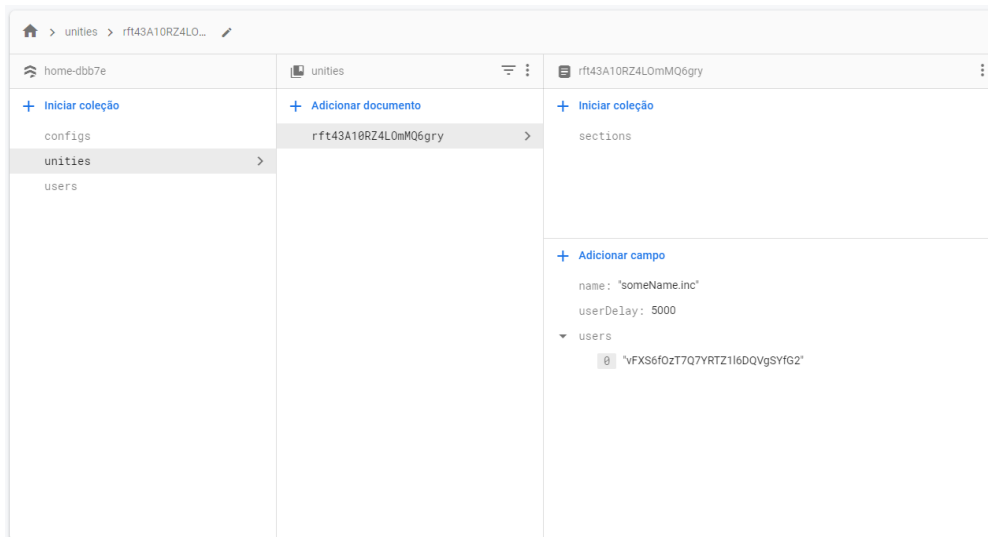 unities
rft43A10RZ4LO...
home-dbb7e
Iniciar coleção
configs
unities
users
unities
Adicionar documento
rft43A10RZ4LOmMQ6gry
rft43A10RZ4LOmMQ6gry
Iniciar coleção
sections
Adicionar campo
name: "someName.inc"
userDelay: 5000
users
0 "vFXS6fOzT7Q7YRTZ1l6DQVgSYfG2"